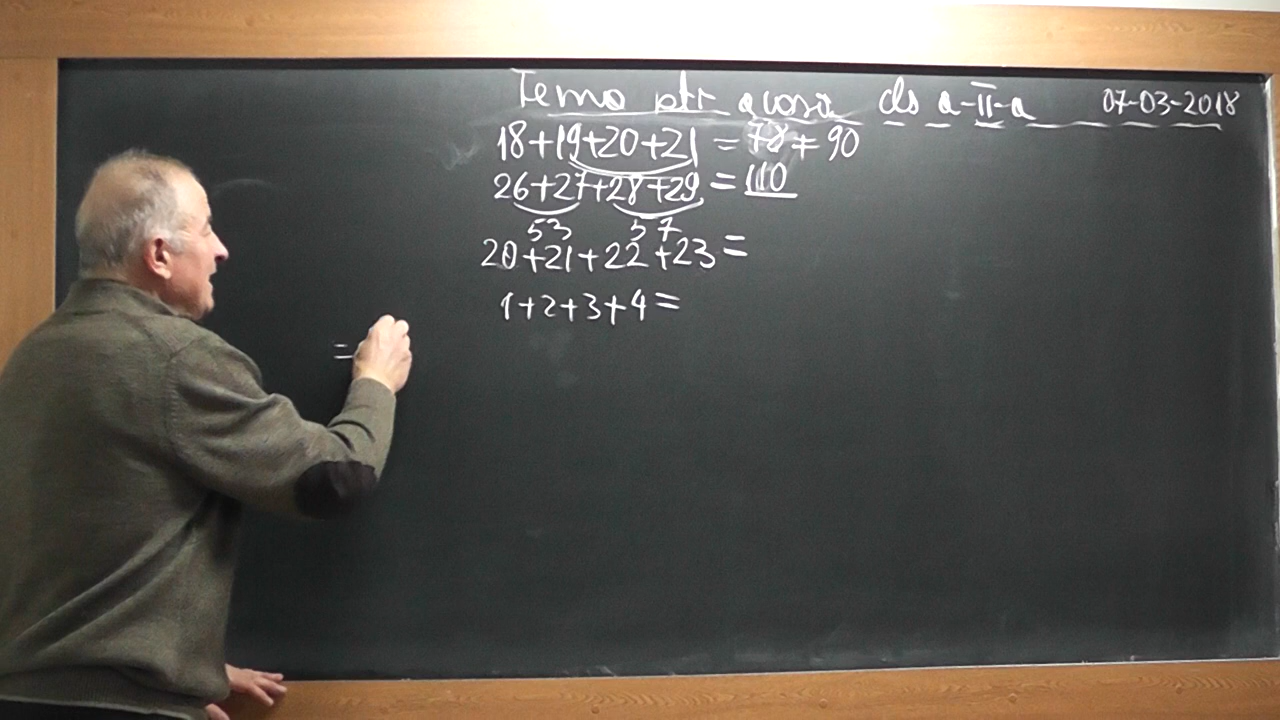 Tema ptr acasă cls a-II-a 07-03-2018
18+19+20+21 = 78 + 90
26+27+28+29 = 110
53 57
20+21+22+23 =
1+2+3+4 =
=